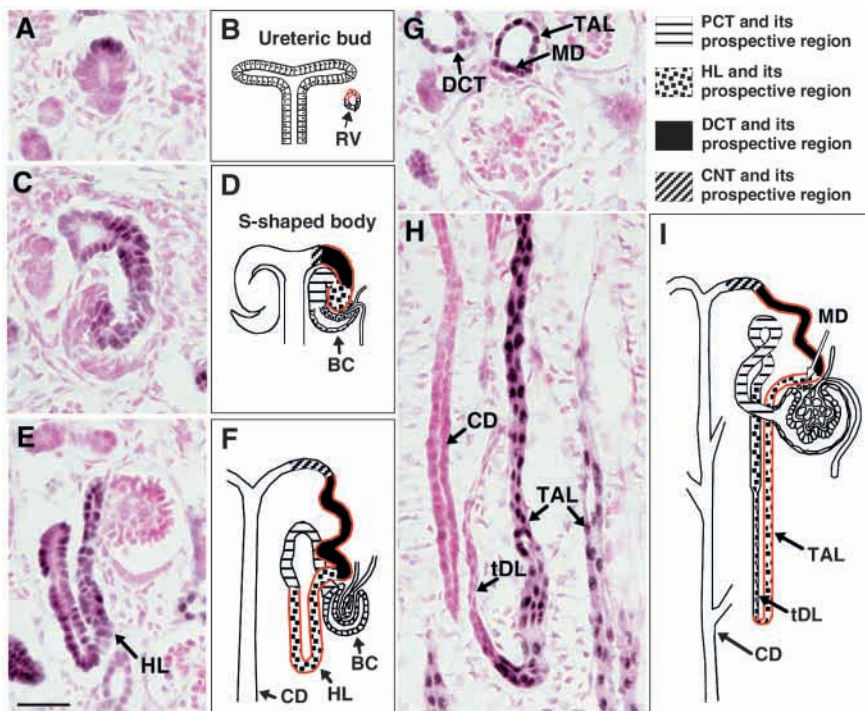 A
B
Ureteric bud
RV
C
D
S-shaped body
BC
E
HL
F
BC
HL
CD
G
TAL
MD
DCT
H
CD
TAL
tDL
PCT and its
prospective region
HL and its
prospective region
DCT and its
prospective region
CNT and its
prospective region
I
MD
TAL
tDL
CD